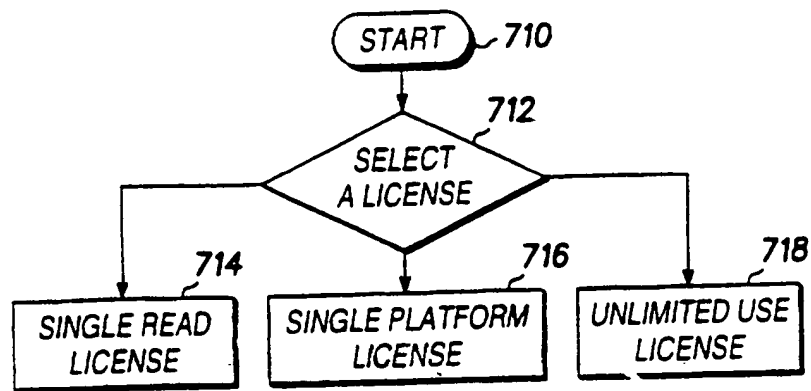 START
710
712
SELECT
A LICENSE
714
716
718
SINGLE READ
LICENSE
SINGLE PLATFORM
LICENSE
UNLIMITED USE
LICENSE